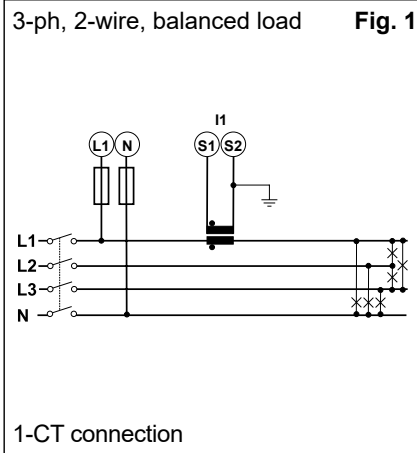 3-ph, 2-wire, balanced load Fig. 1
I1
L1 N S1 S2
L1
L2
L3
N
1-CT connection